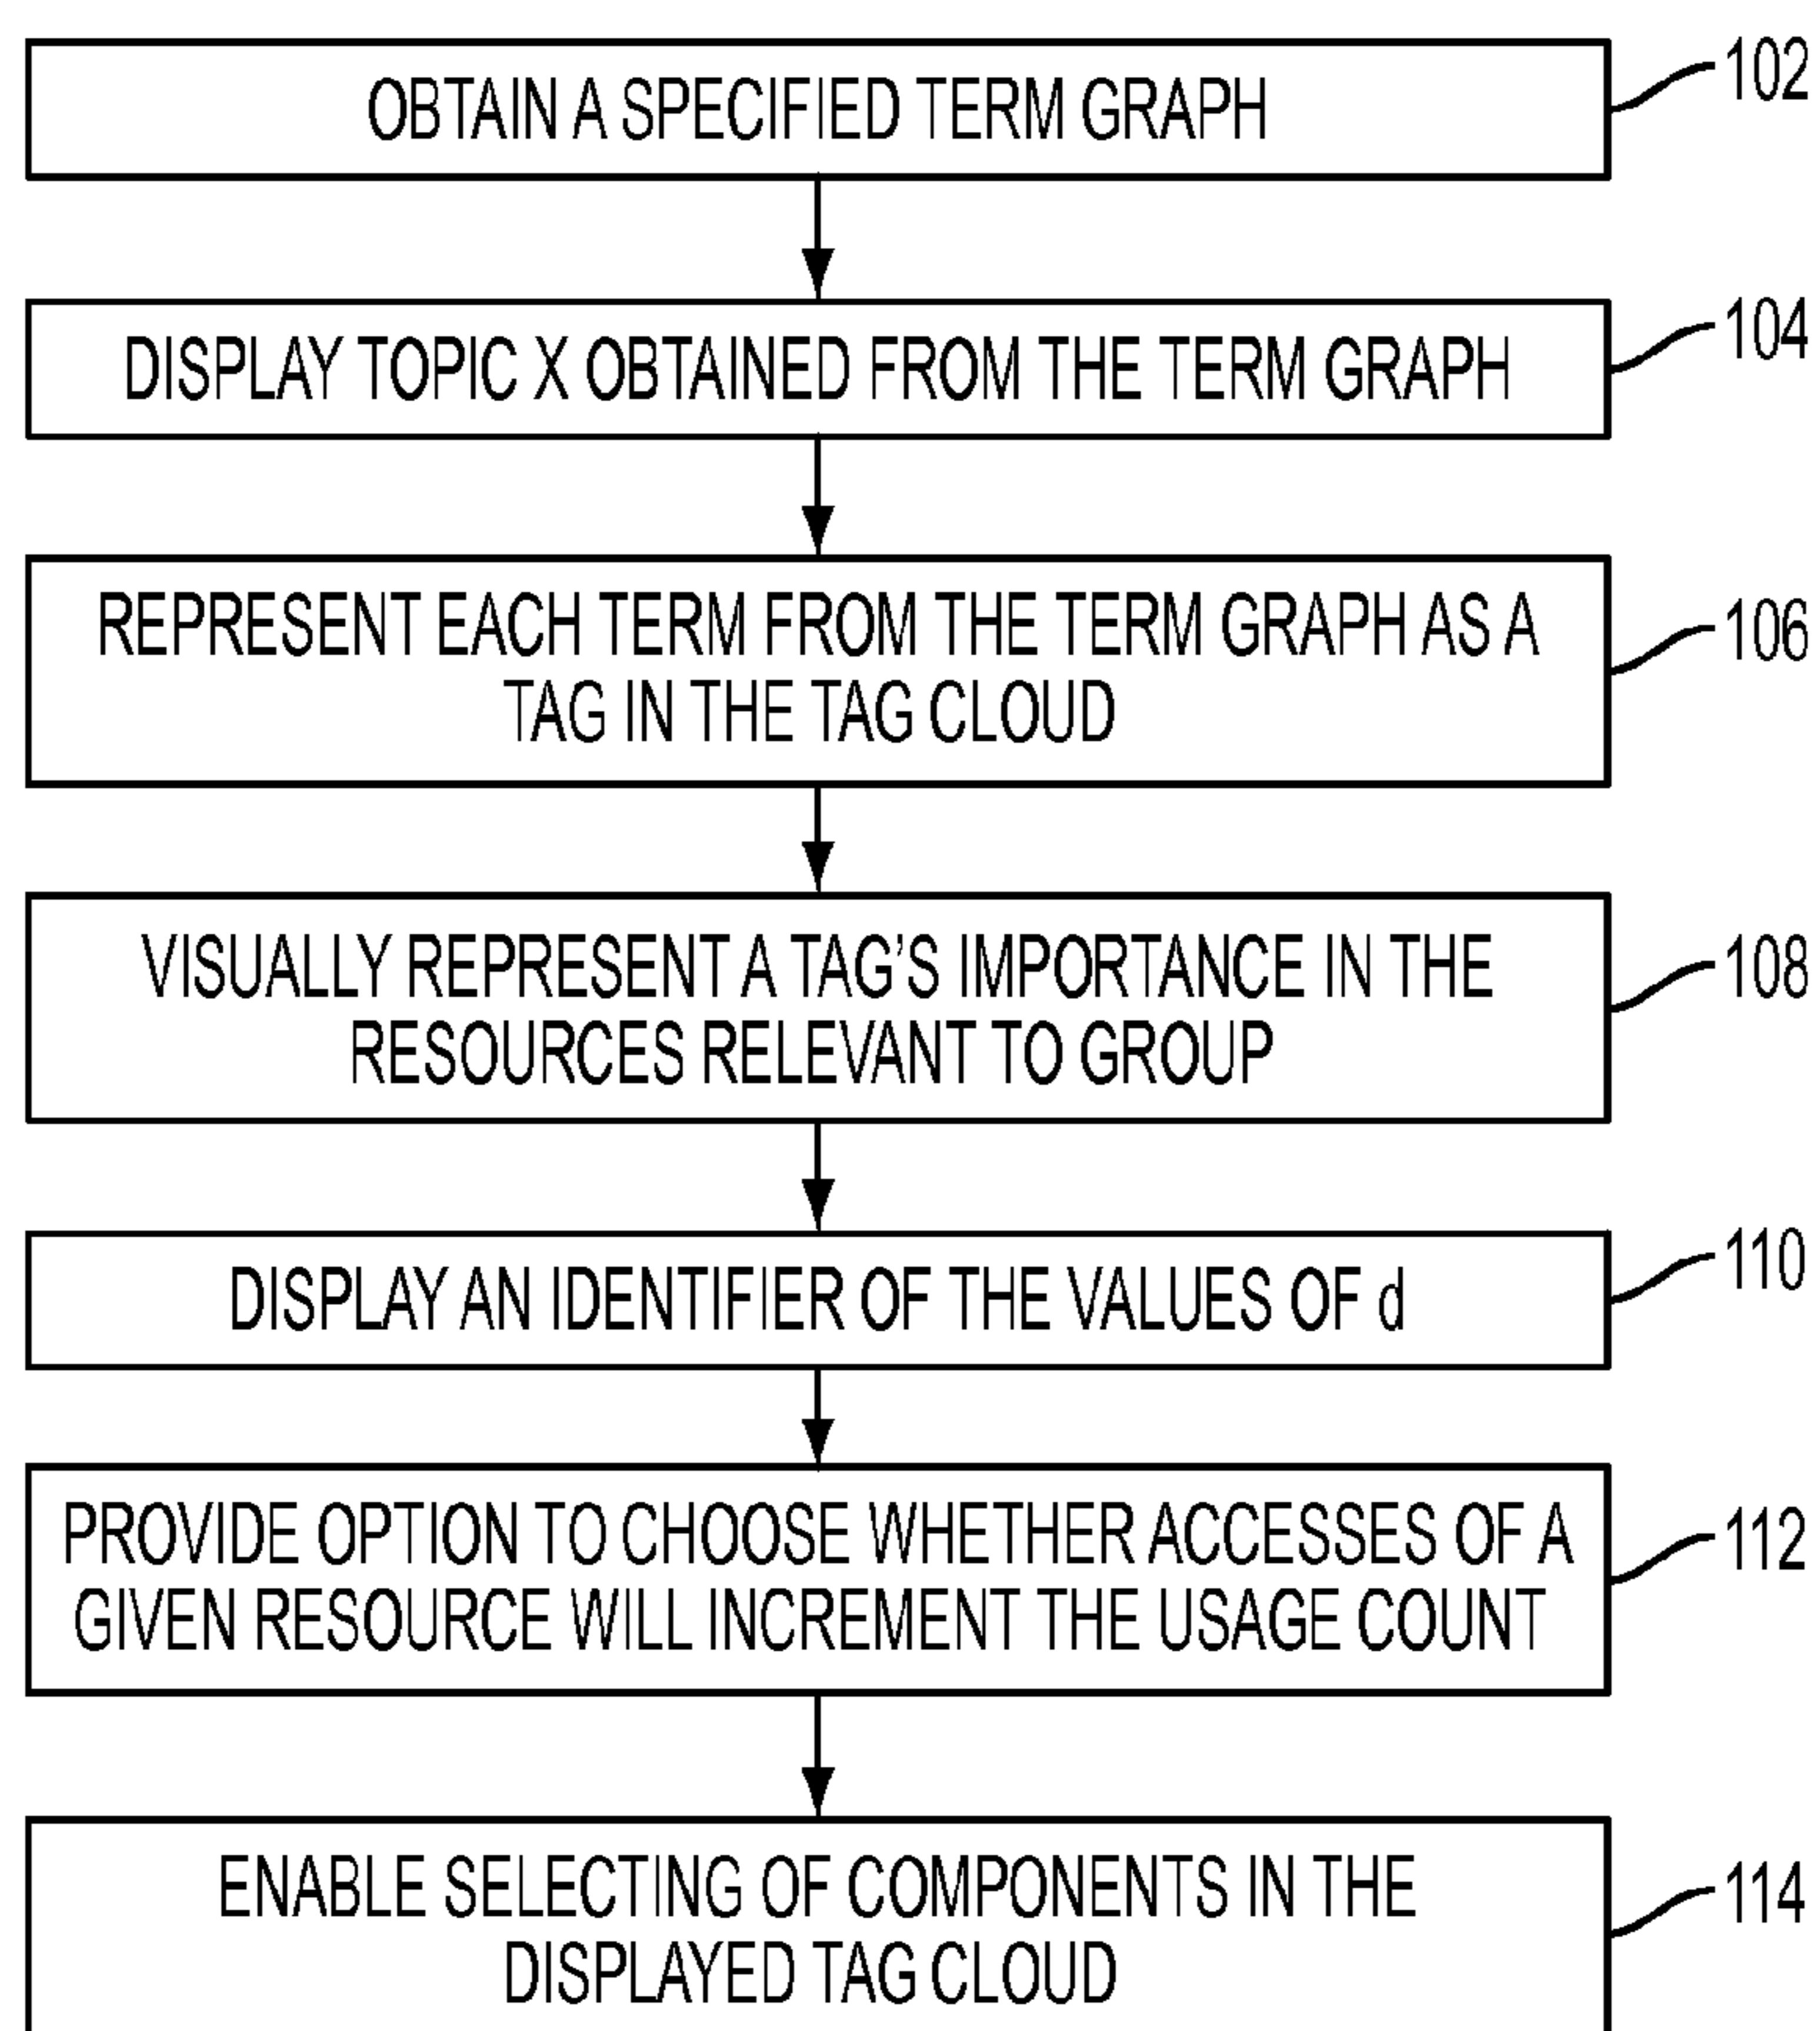 OBTAIN A SPECIFIED TERM GRAPH
102
DISPLAY TOPIC X OBTAINED FROM THE TERM GRAPH
104
REPRESENT EACH TERM FROM THE TERM GRAPH AS A
TAG IN THE TAG CLOUD
106
VISUALLY REPRESENT A TAG'S IMPORTANCE IN THE
RESOURCES RELEVANT TO GROUP
108
DISPLAY AN IDENTIFIER OF THE VALUES OF d
110
PROVIDE OPTION TO CHOOSE WHETHER ACCESSES OF A
GIVEN RESOURCE WILL INCREMENT THE USAGE COUNT
112
ENABLE SELECTING OF COMPONENTS IN THE
DISPLAYED TAG CLOUD
114